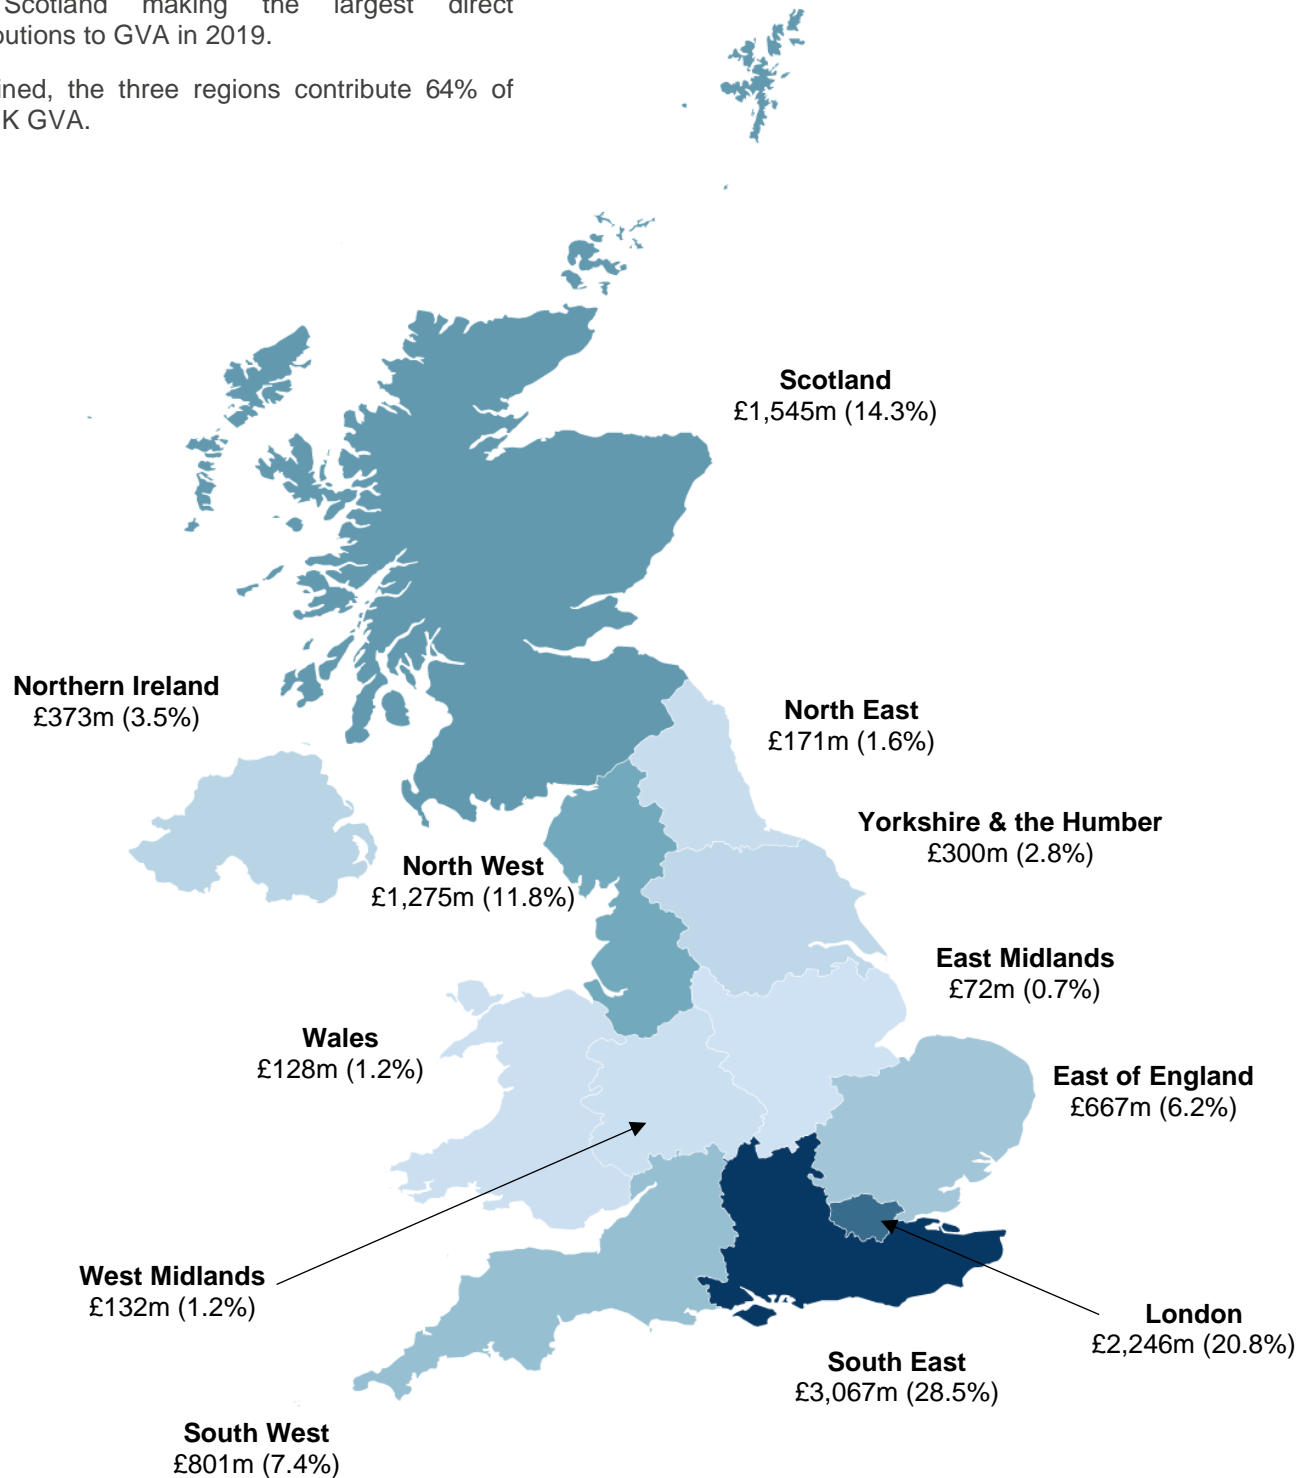 Scotland making the largest direct
butions to GVA in 2019.
ined, the three regions contribute 64% of
K GVA.
Scotland
£1,545m (14.3%)
Northern Ireland
£373m (3.5%)
North East
£171m (1.6%)
Yorkshire & the Humber
£300m (2.8%)
North West
£1,275m (11.8%)
East Midlands
£72m (0.7%)
Wales
£128m (1.2%)
East of England
£667m (6.2%)
West Midlands
£132m (1.2%)
London
£2,246m (20.8%)
South East
£3,067m (28.5%)
South West
£801m (7.4%)